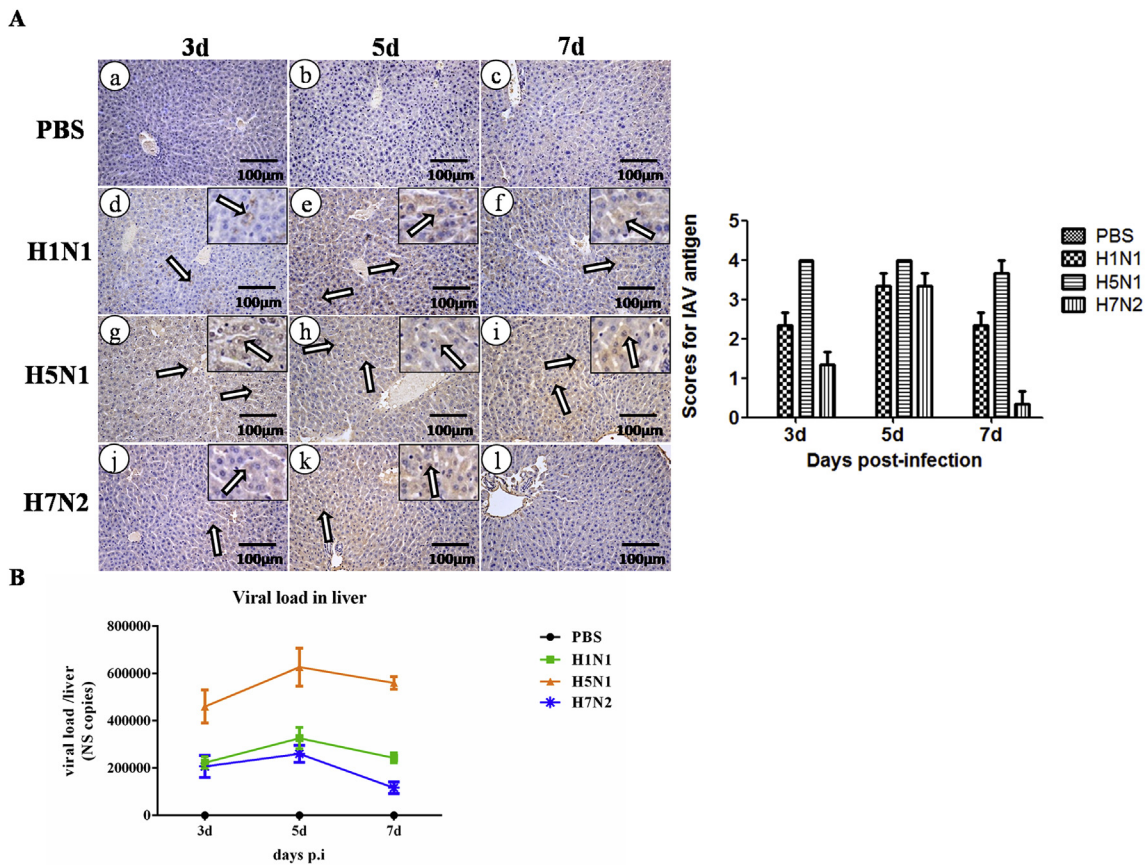 A
3d 5d 7d
PBS
a b c
100μm 100μm 100μm
H1N1
d e f
100μm 100μm 100μm
H5N1
g h i
100μm 100μm 100μm
H7N2
j k l
100μm 100μm 100μm
Scores for IAV antigen
5
4
3
2
1
0
3d 5d 7d
Days post-infection
PBS
H1N1
H5N1
H7N2
B
Viral load in liver
viral load /liver
(NS copies)
800000
600000
400000
200000
0
3d 5d 7d
days p.i
PBS
H1N1
H5N1
H7N2